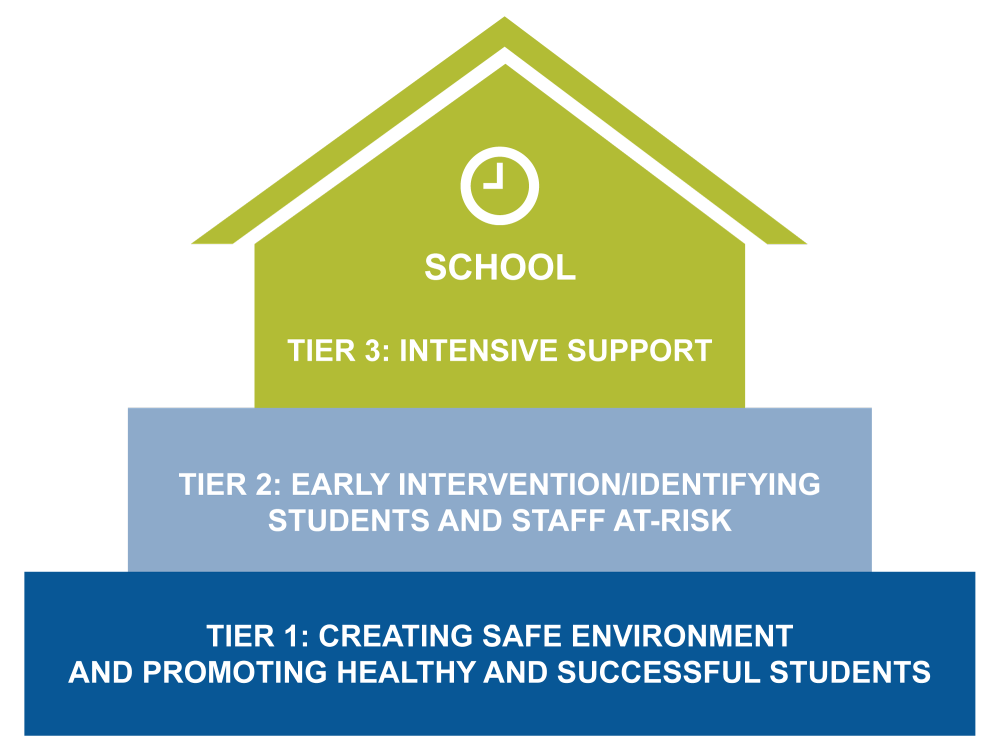 SCHOOL
TIER 3: INTENSIVE SUPPORT
TIER 2: EARLY INTERVENTION/IDENTIFYING
STUDENTS AND STAFF AT-RISK
TIER 1: CREATING SAFE ENVIRONMENT
AND PROMOTING HEALTHY AND SUCCESSFUL STUDENTS